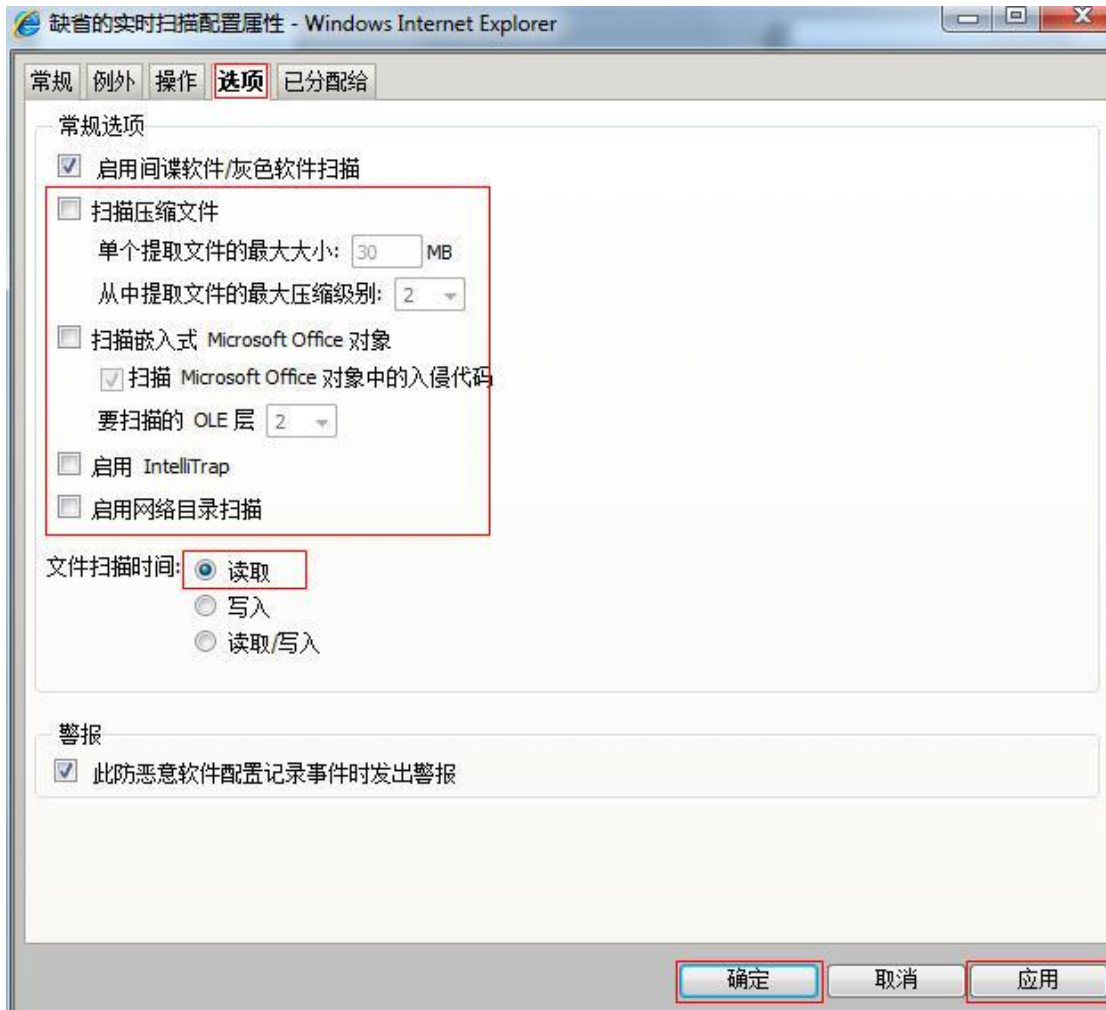 缺省的实时扫描配置属性 - Windows Internet Explorer
常规 例外 操作 选项 已分配给
常规选项
启用间谍软件/灰色软件扫描
扫描压缩文件
单个提取文件的最大大小: 30 MB
从中提取文件的最大压缩级别: 2
扫描嵌入式 Microsoft Office 对象
扫描 Microsoft Office 对象中的入侵代码
要扫描的 OLE 层 2
启用 IntelliTrap
启用网络目录扫描
文件扫描时间: 读取
写入
读取/写入
警报
此防恶意软件配置记录事件时发出警报
确定 取消 应用